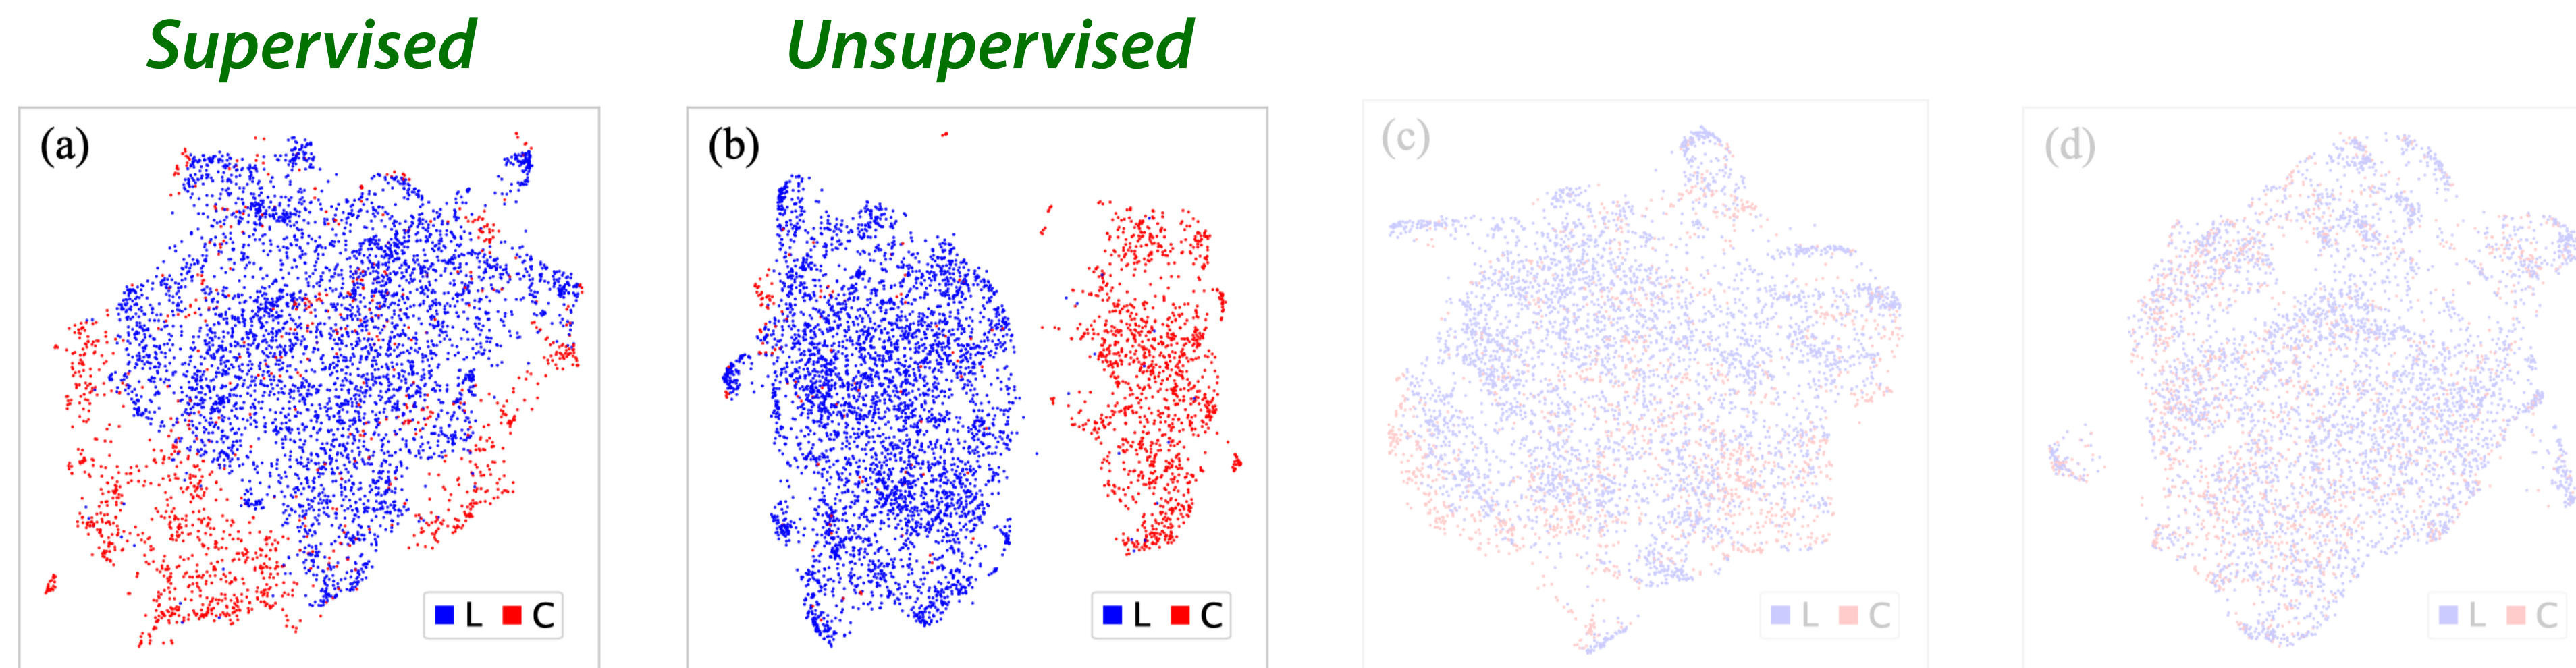 Supervised
Unsupervised
(a)
(b)
(c)
(d)
L C
L C
L C
L C